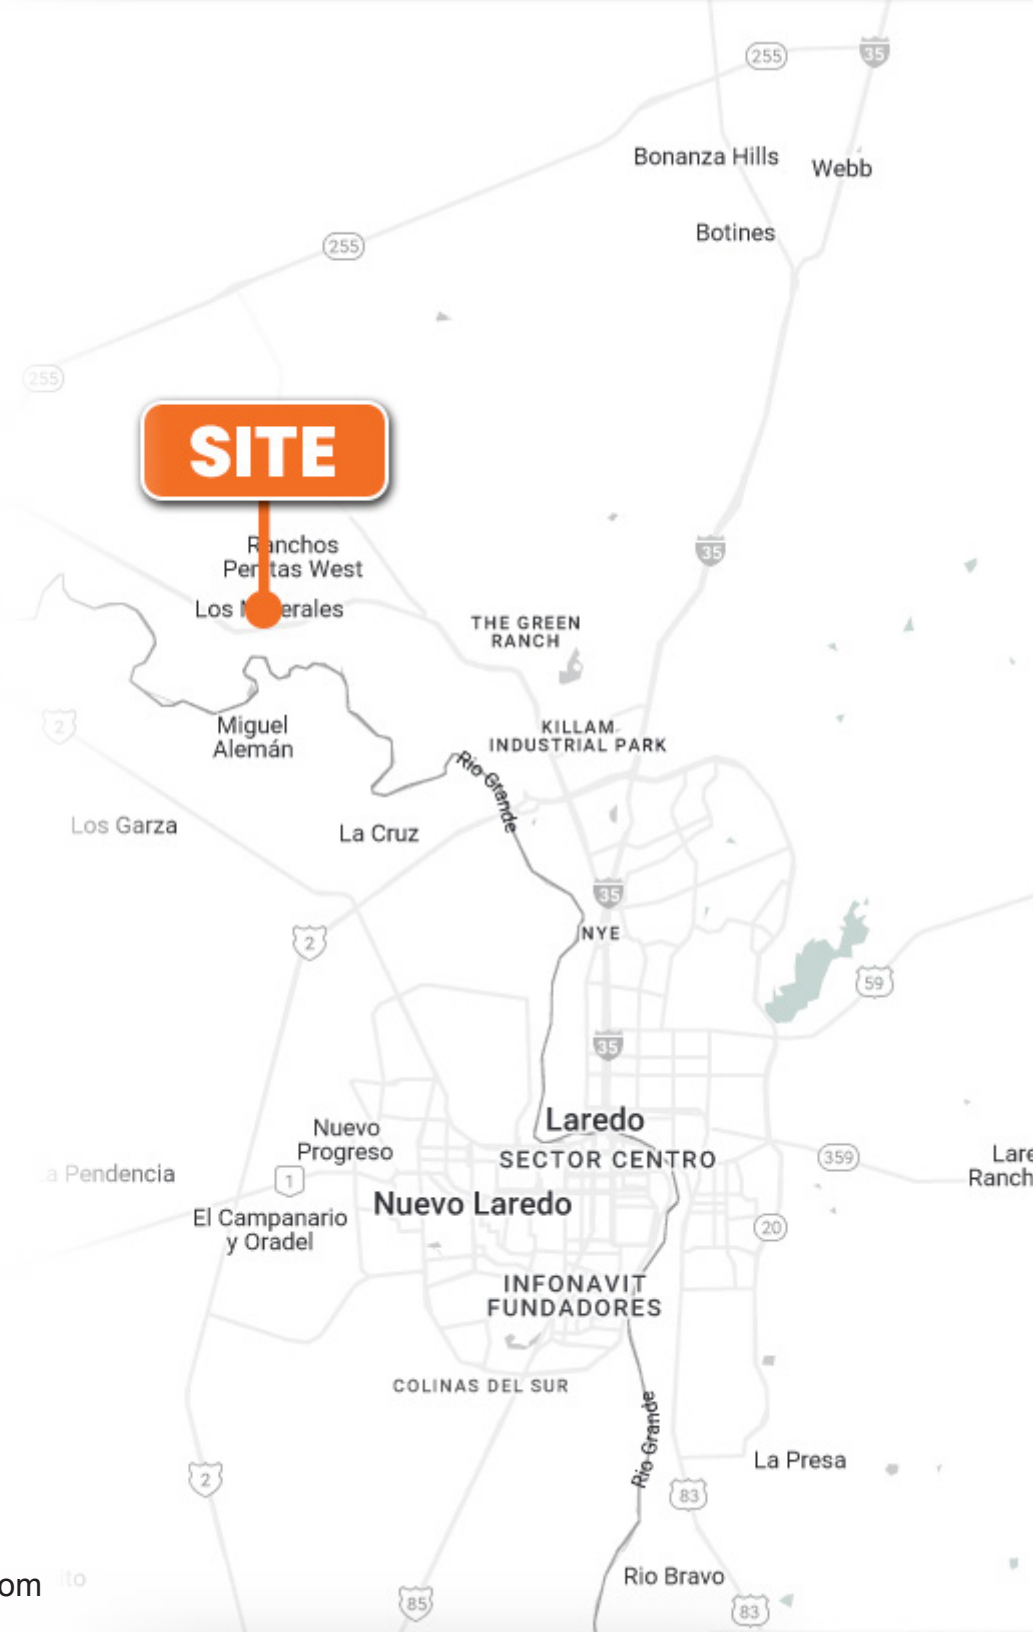 255
35
Bonanza Hills
Webb
Botines
255
255
SITE
35
Ranchos
West
Los
THE GREEN
RANCH
2
Miguel
Alemán
KILLAM
INDUSTRIAL PARK
Rio Grande
Los Garza
La Cruz
35
NYE
2
59
35
Laredo
Nuevo
Progreso
SECTOR CENTRO
359
Lare
Ranch
a Pendencia
1
Nuevo Laredo
El Campanario
y Oradel
20
INFONAVIT
FUNDADORES
COLINAS DEL SUR
Rio Grande
La Presa
2
83
Rio Bravo
om
ito
85
83